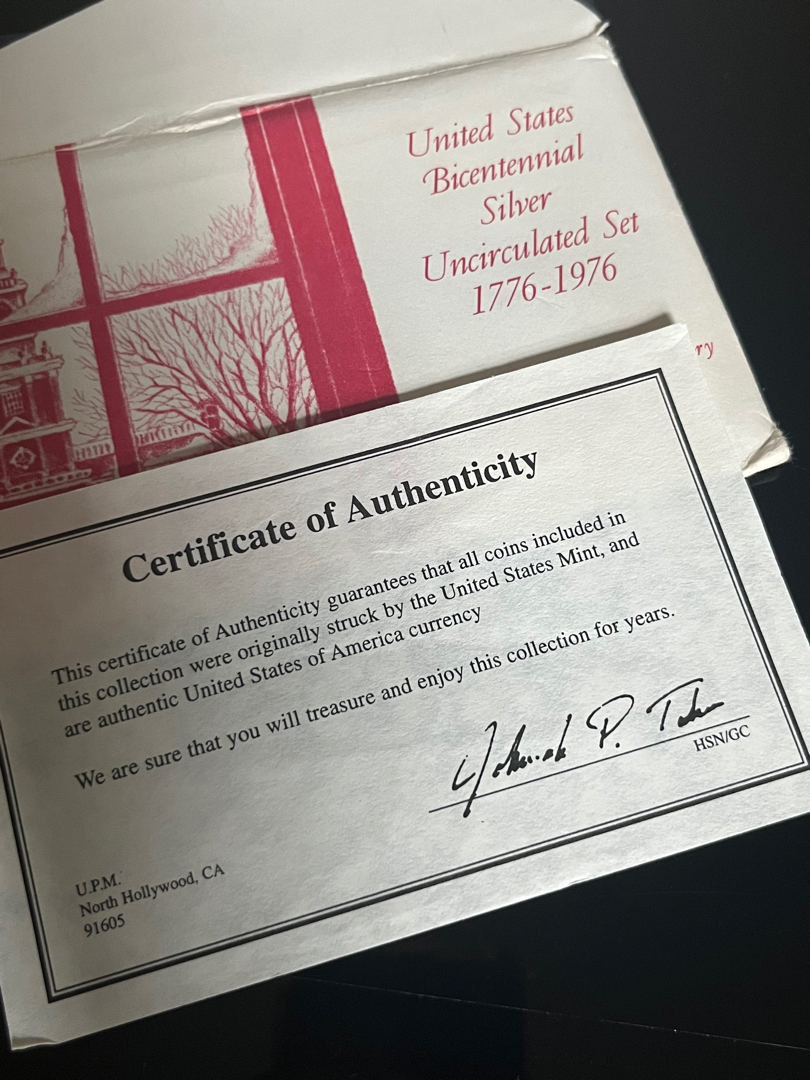 United States
Bicentennial
Silver
Uncirculated Set
1776-1976
Certificate of Authenticity
This certificate of Authenticity guarantees that all coins included in
this collection were originally struck by the United States Mint, and
are authentic United States of America currency
We are sure that you will treasure and enjoy this collection for years.
HSN/GC
U.P.M.
North Hollywood, CA
91605